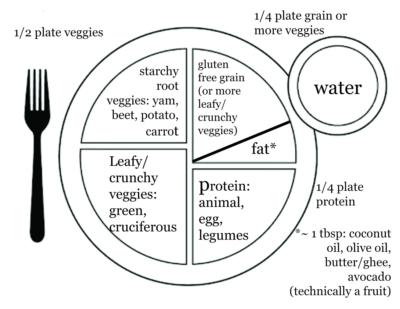 1/2 plate veggies
1/4 plate grain or
more veggies
starchy
root
veggies: yam,
beet, potato,
carrot
gluten
free grain
(or more
leafy/
crunchy
veggies)
water
fat*
Leafy/
crunchy
veggies:
green,
cruciferous
protein:
animal,
egg,
legumes
1/4 plate
protein
*~ 1 tbsp: coconut
oil, olive oil,
butter/ghee,
avocado
(technically a fruit)